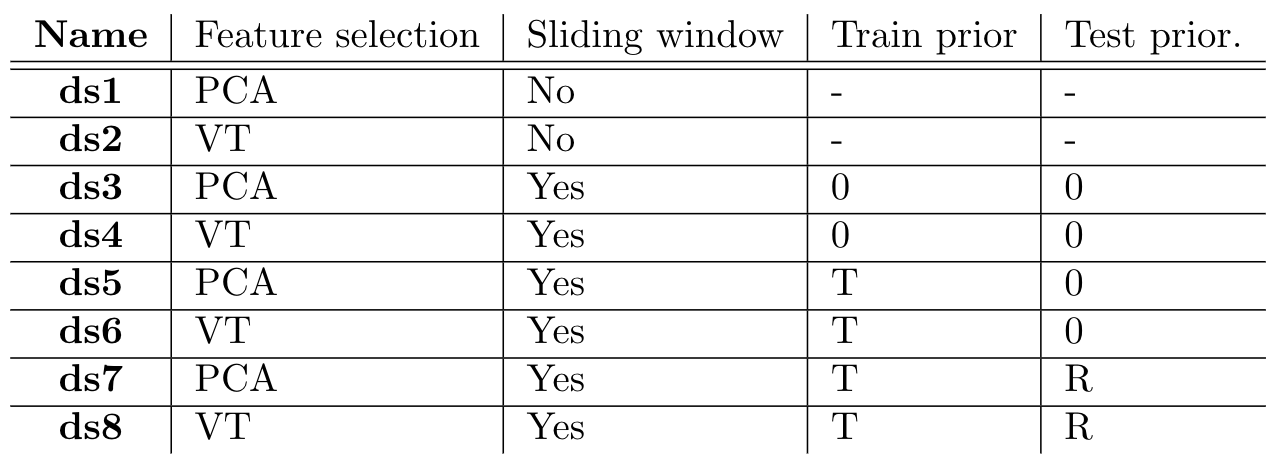 Name Feature selection Sliding window Train prior Test prior.
ds1 PCA No - -
ds2 VT No - -
ds3 PCA Yes 0 0
ds4 VT Yes 0 0
ds5 PCA Yes T 0
ds6 VT Yes T 0
ds7 PCA Yes T R
ds8 VT Yes T R